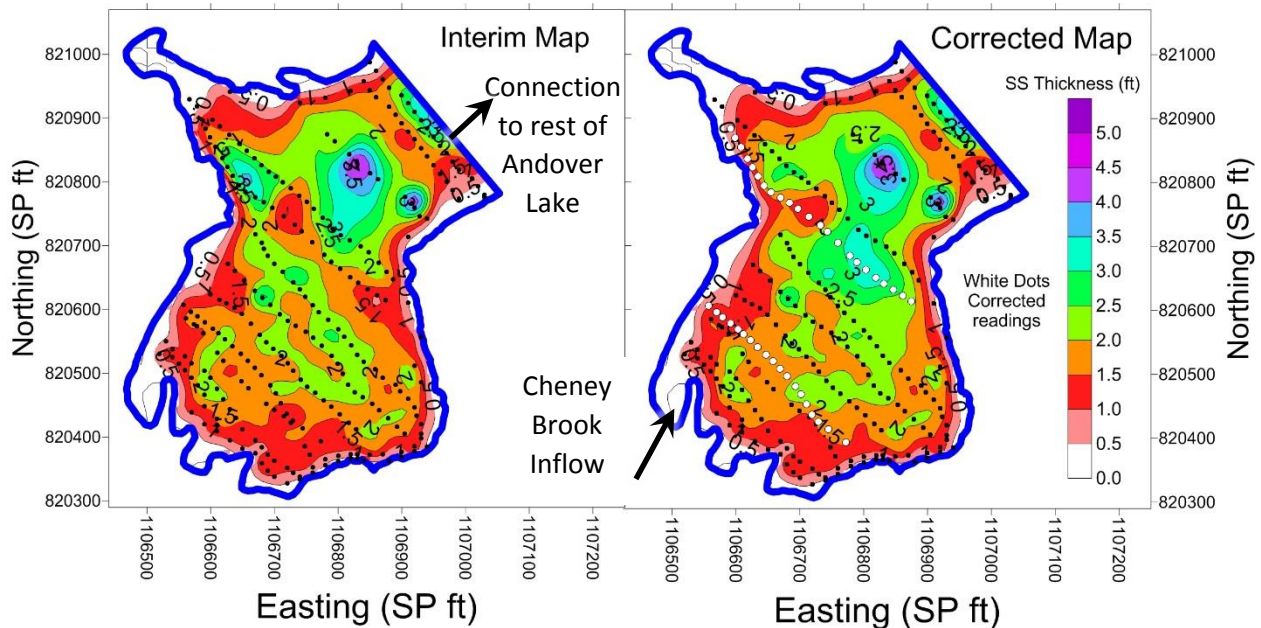 Interim Map
Connection
to rest of
Andover
Lake
Cheney
Brook
Inflow
Corrected Map
SS Thickness (ft)
5.0
4.5
4.0
3.5
3.0
2.5
2.0
1.5
1.0
0.5
0.0
White Dots
Corrected
readings
821000
820900
820800
820700
820600
820500
820400
820300
Northing (SP ft)
1106500
1106600
1106700
1106800
1106900
1107000
1107100
1107200
Easting (SP ft)
821000
820900
820800
820700
820600
820500
820400
820300
Northing (SP ft)
1106500
1106600
1106700
1106800
1106900
1107000
1107100
1107200
Easting (SP ft)